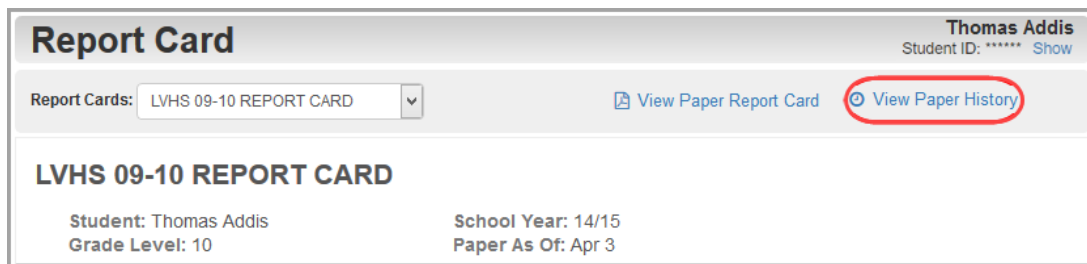 Report Card
Thomas Addis
Student ID: ****** Show
Report Cards: LVHS 09-10 REPORT CARD
View Paper Report Card
View Paper History
LVHS 09-10 REPORT CARD
Student: Thomas Addis
School Year: 14/15
Grade Level: 10
Paper As Of: Apr 3